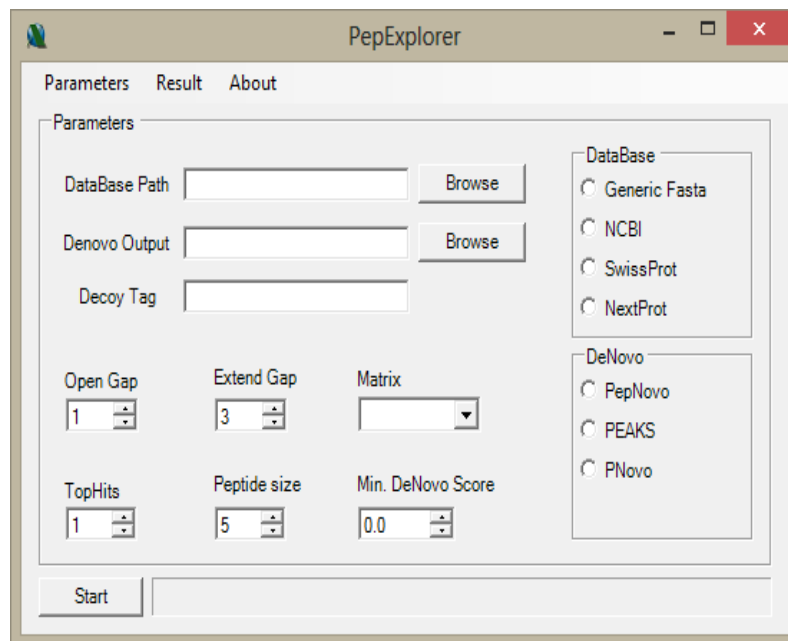 PepExplorer
Parameters Result About
Parameters
DataBase Path Browse
Denovo Output Browse
Decoy Tag
Open Gap Extend Gap Matrix
1 3
TopHits Peptide size Min. DeNovo Score
1 5 0.0
DataBase
Generic Fasta
NCBI
SwissProt
NextProt
DeNovo
PepNovo
PEAKS
PNovo
Start